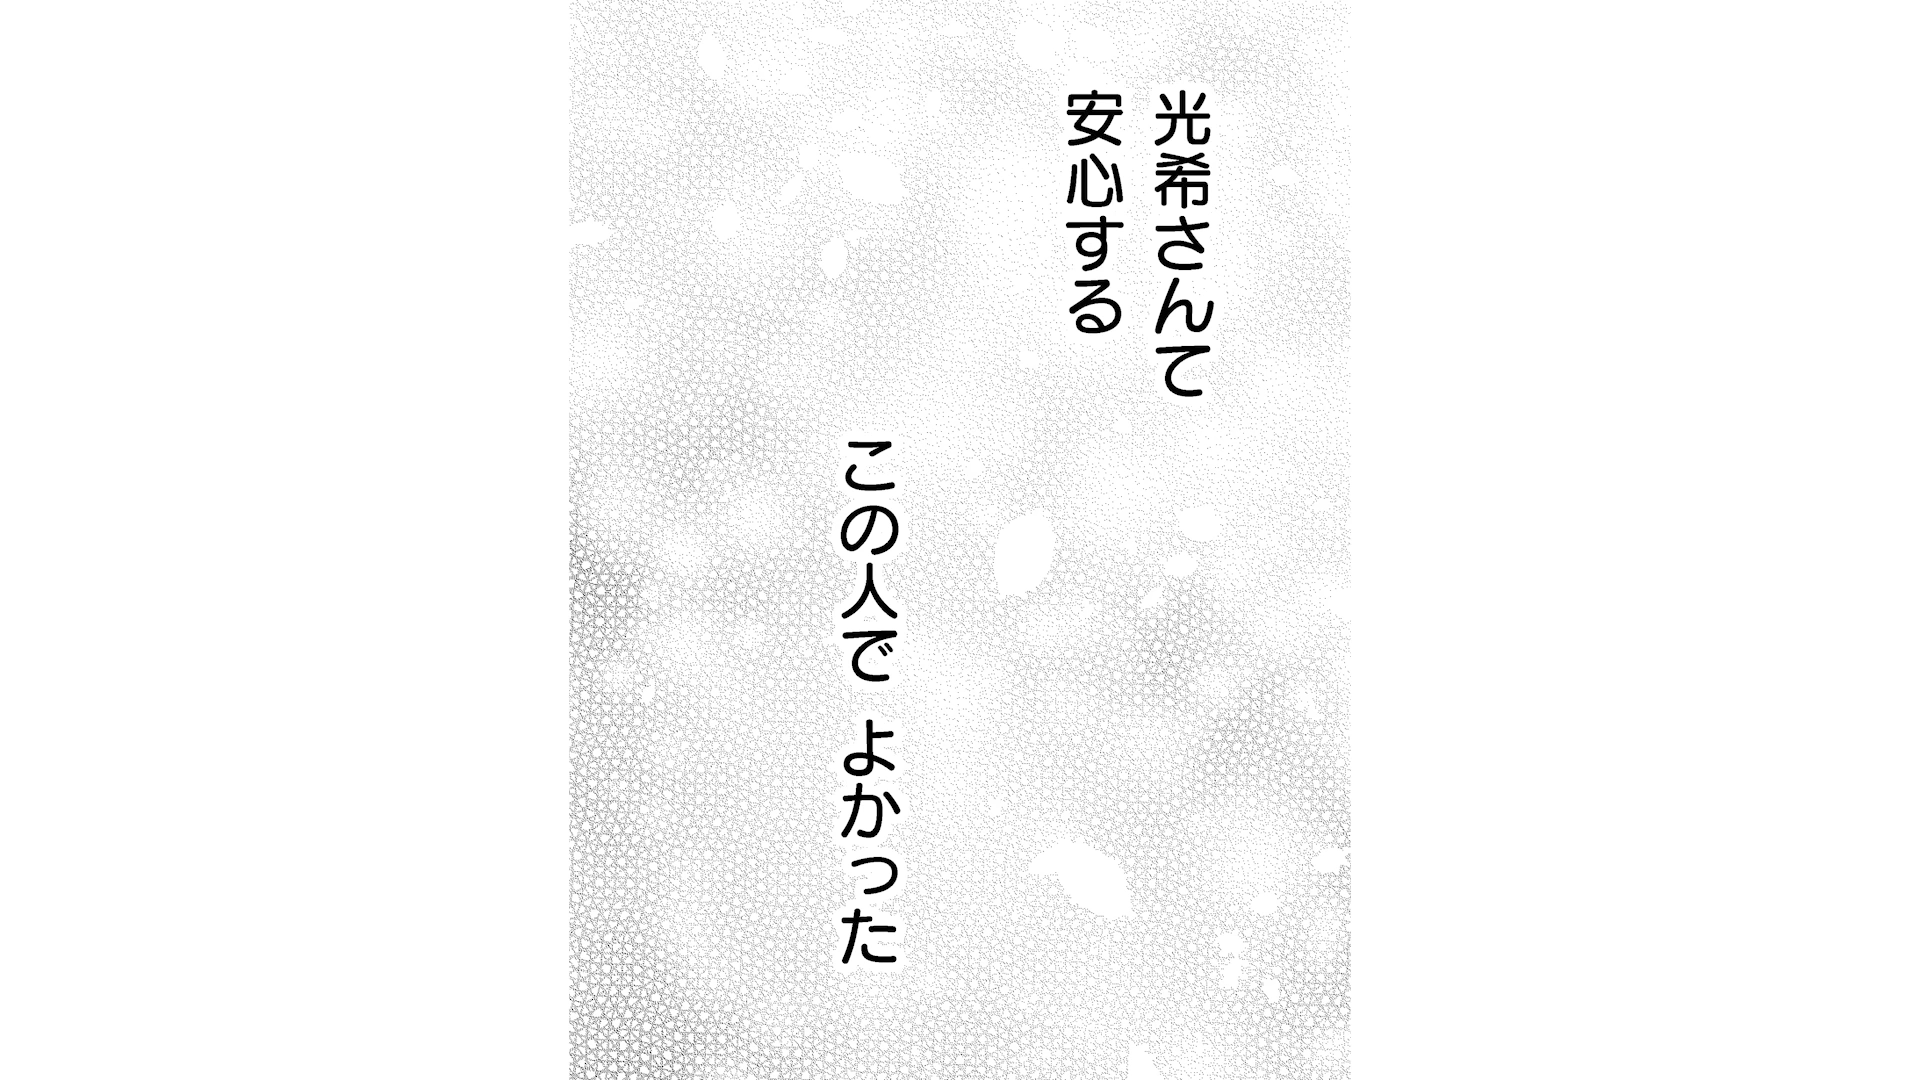 光希さんて
安心する
この人で よかった